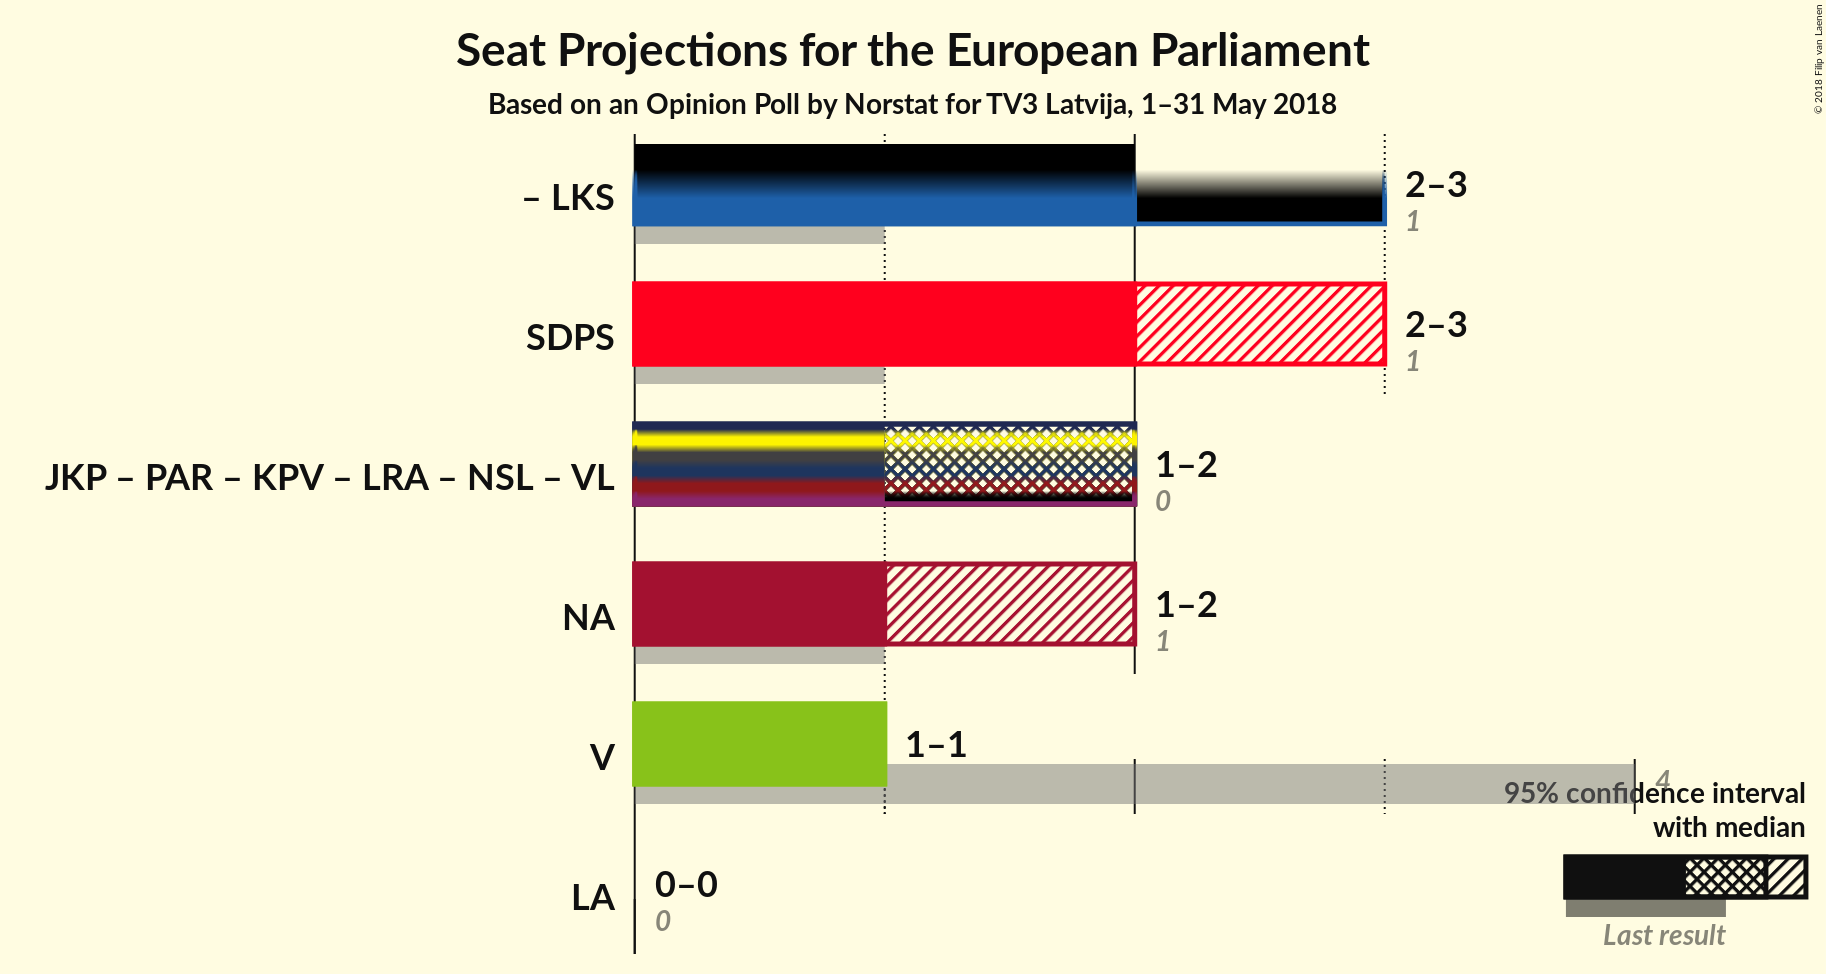 Seat Projections for the European Parliament
Based on an Opinion Poll by Norstat for TV3 Latvija, 1–31 May 2018
© 2018 Filip van Laenen
– LKS
2–3
1
SDPS
2–3
1
JKP – PAR – KPV – LRA – NSL – VL
1–2
0
NA
1–2
1
V
1–1
4
LA
0–0
0
95% confidence interval
with median
Last result